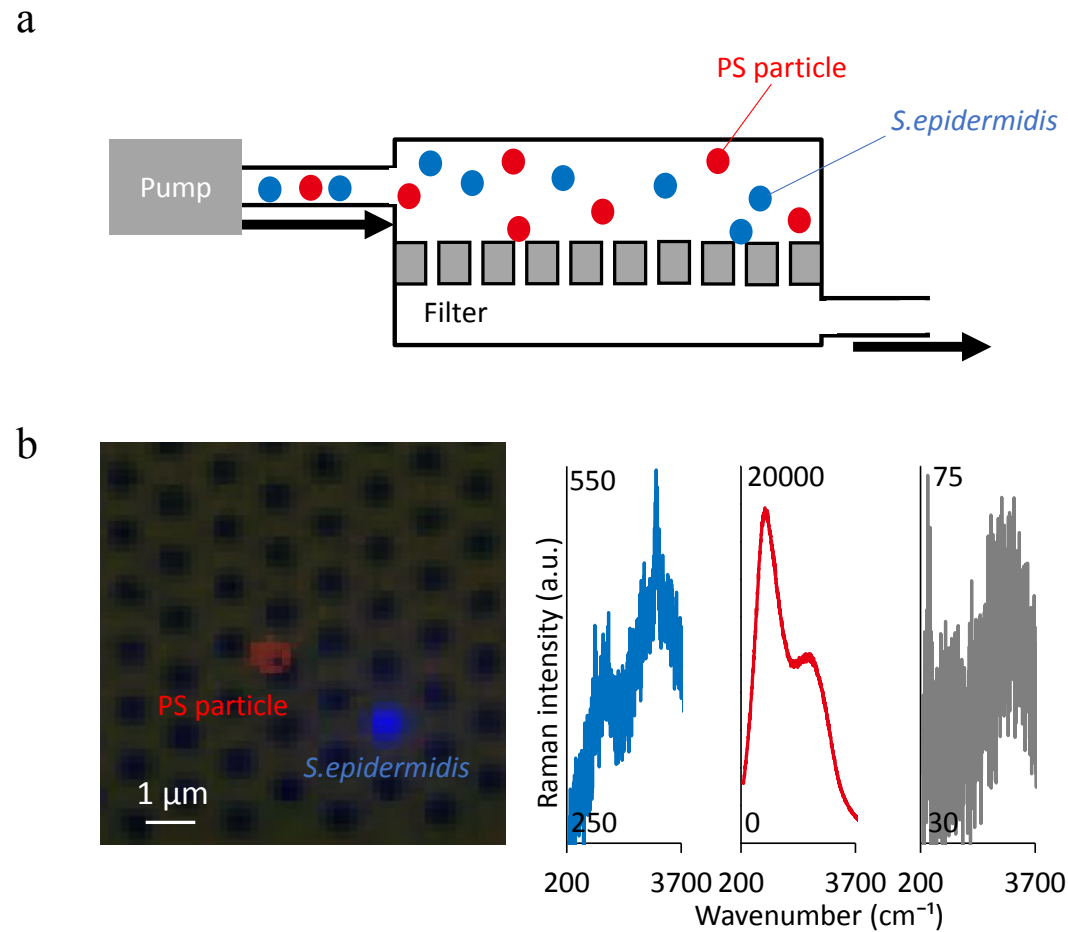 a
PS particle
S.epidermidis
Pump
Filter
b
PS particle
S.epidermidis
1 μm
Raman intensity (a.u.)
550
250
20000
0
75
30
200
3700
200
3700
200
3700
Wavenumber (cm⁻¹)